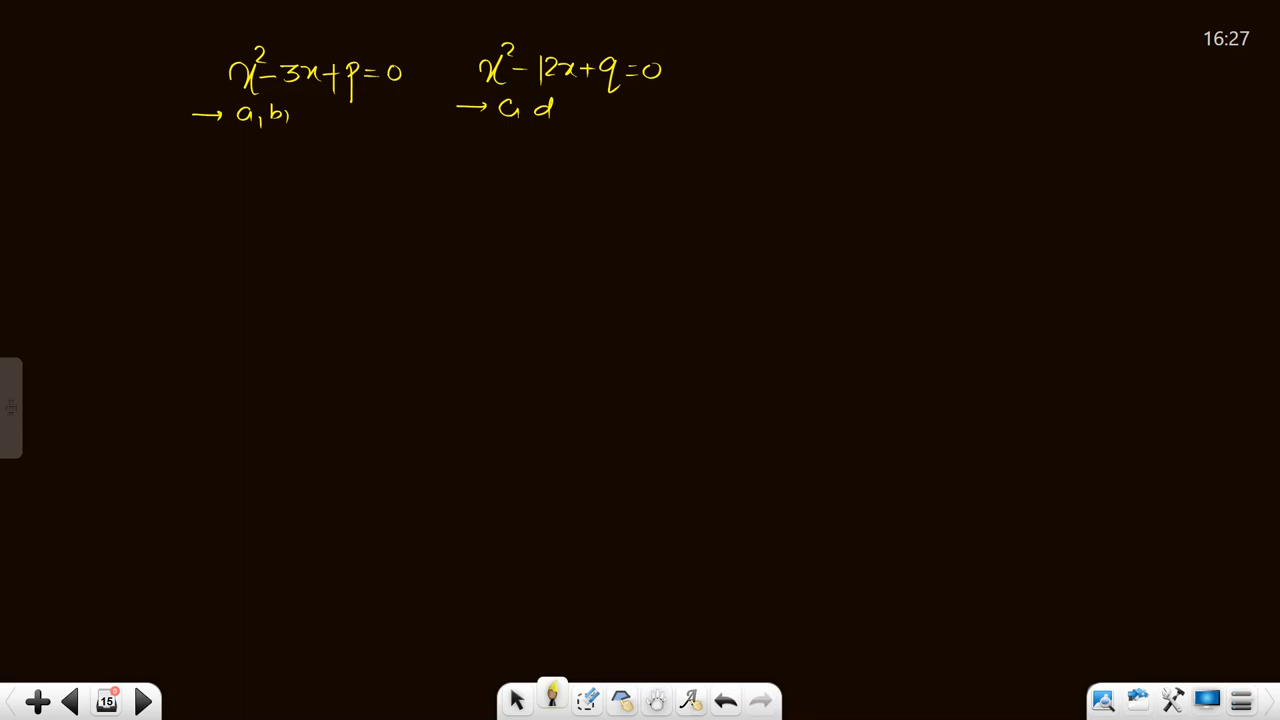 16:27
x²-3x+p=0 x²-12x+q=0
→ a, b, → c, d
15